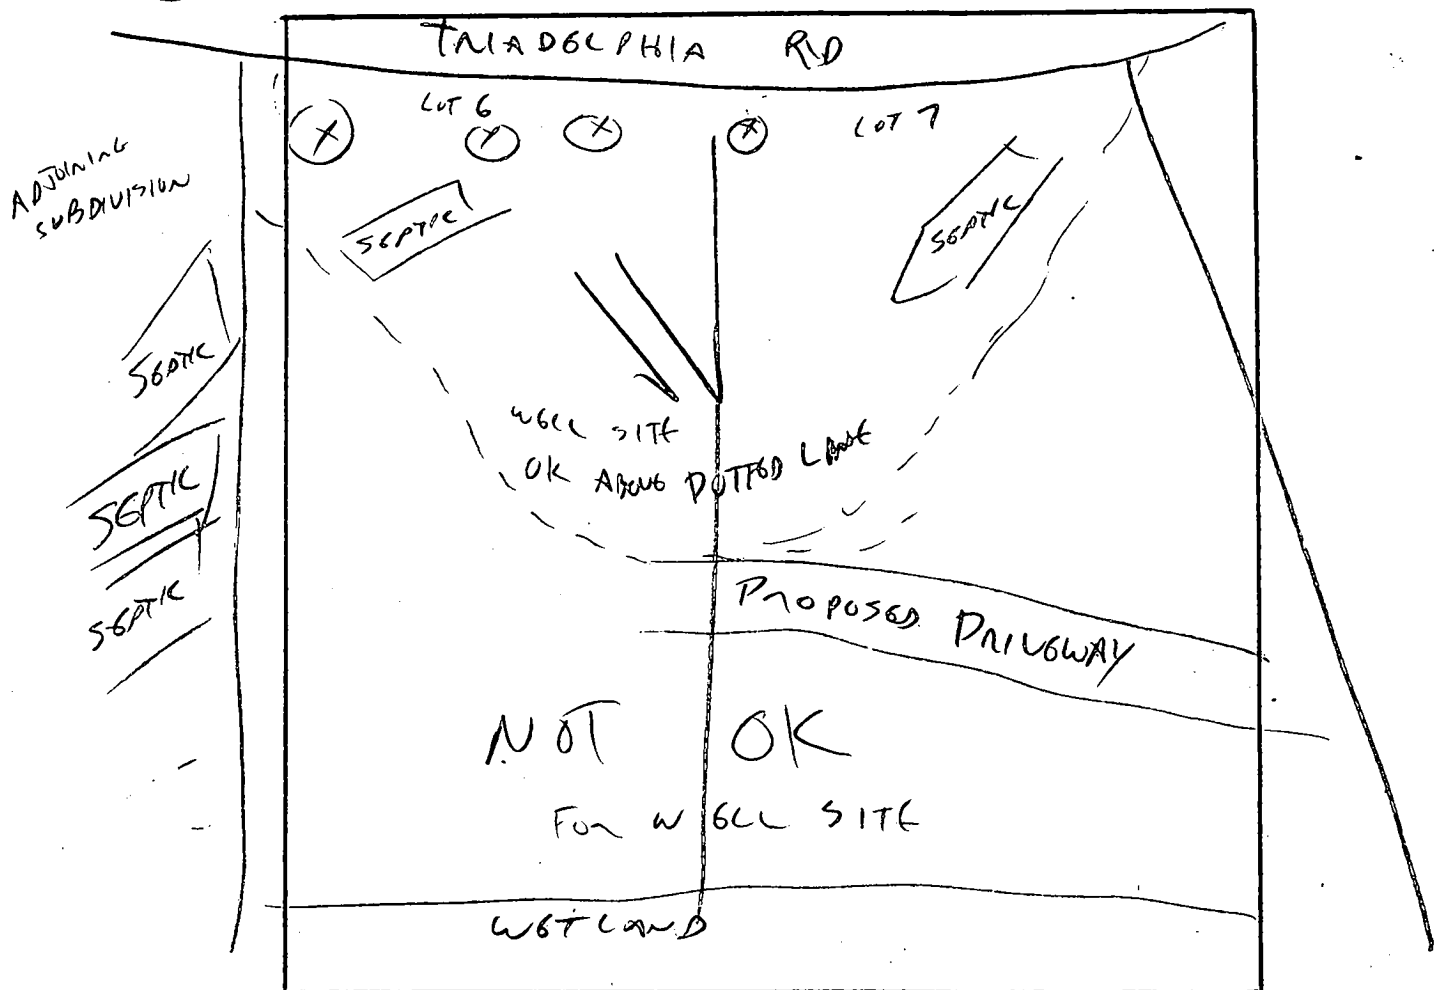 TRIADELPHIA RD
LOT 6
LOT 7
X
X
X
X
ADJOINING
SUBDIVISION
SEPTIC
SEPTIC
SEPTIC
WELL SITE
OK ABOVE DOTTED LINE
SEPTIC
SEPTIC
PROPOSED DRIVEWAY
NOT OK
FOR WELL SITE
WETLAND